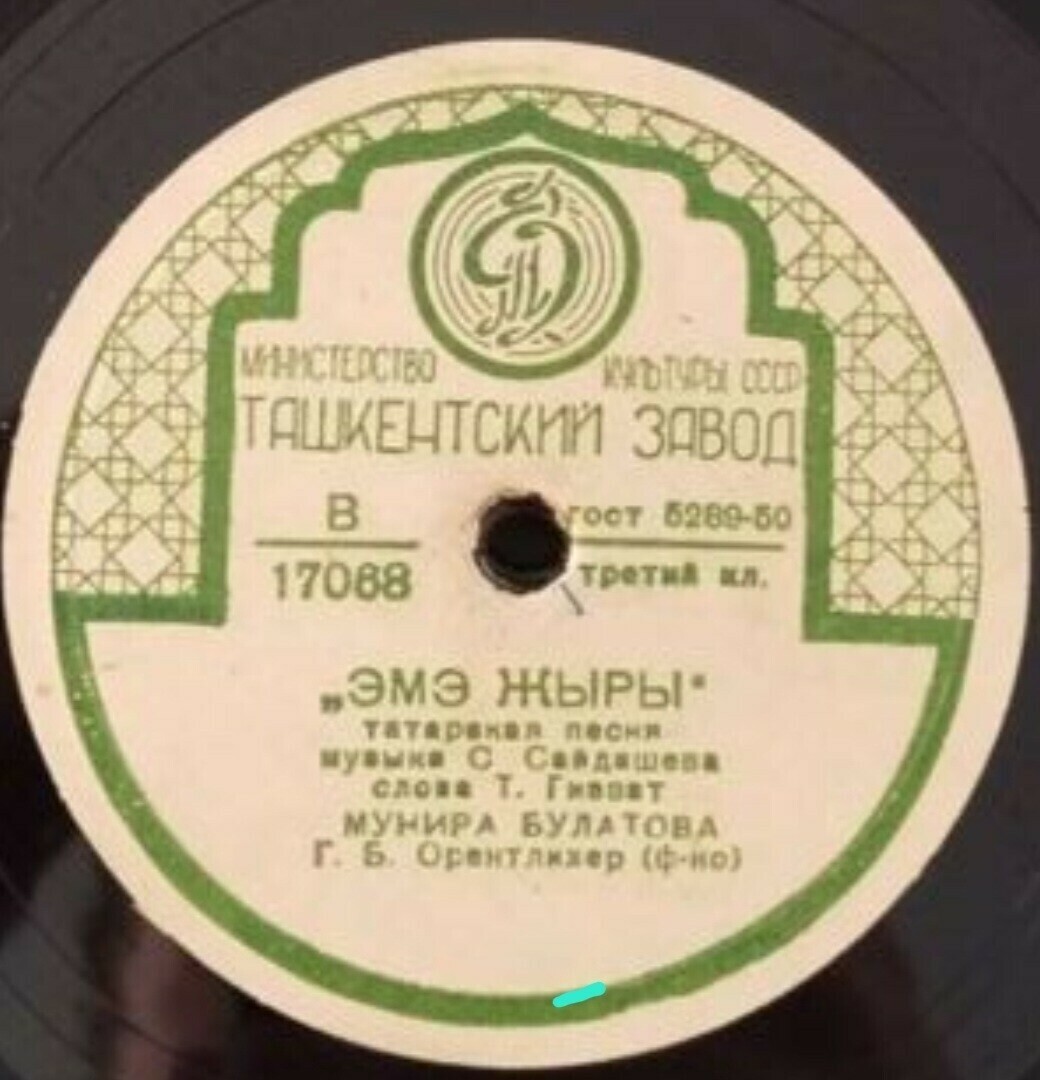 МИНИСТЕРСТВО КУЛЬТУРЫ СССР
ТАШКЕНТСКИЙ ЗАВОД
В ГОСТ 5289-50
17068 третий кл.
„ЭМЭ ЖЫРЫ"
татарская песня
музыка С. Сайдашева
слова Т. Гиззат
МУНИРА БУЛАТОВА
Г. Б. Орентлихер (ф-но)